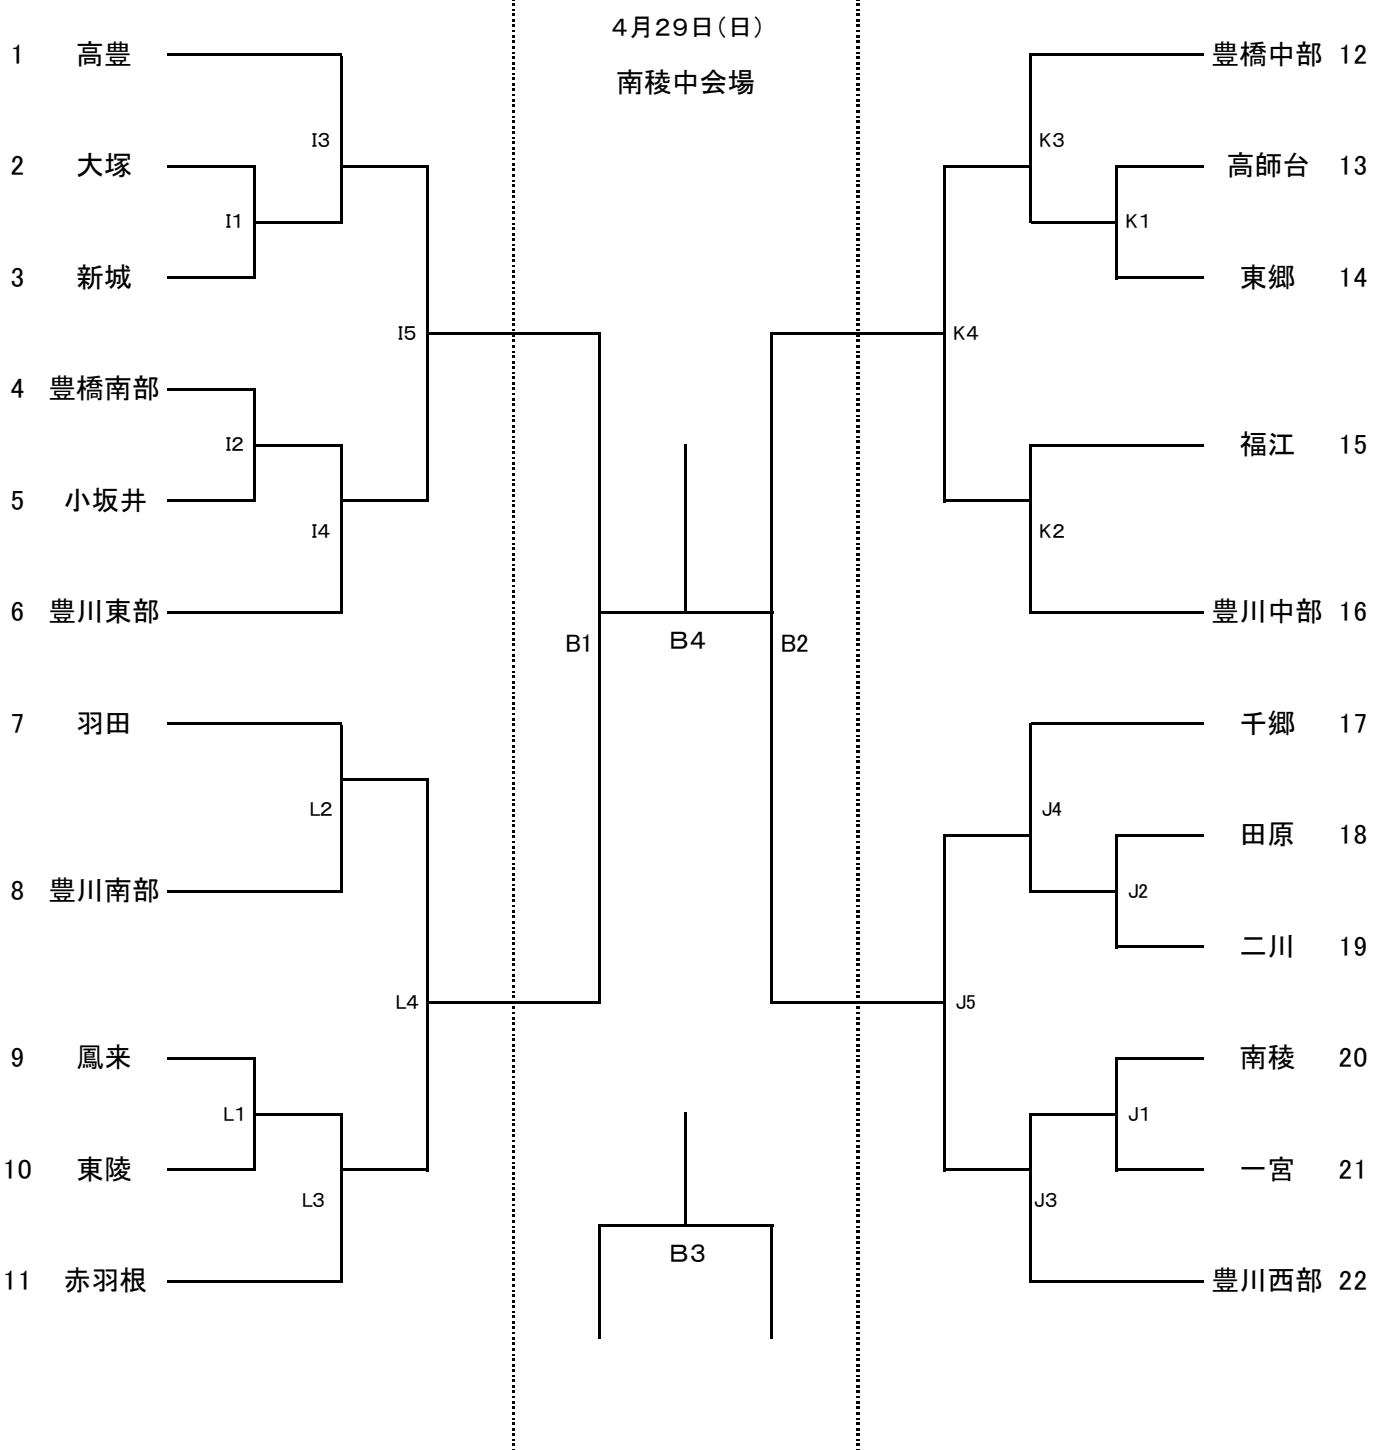 4月29日(日)
南稜中会場
1 高豊
I3
2 大塚
I1
3 新城
I5
4 豊橋南部
I2
5 小坂井
I4
6 豊川東部
7 羽田
L2
8 豊川南部
L4
9 鳳来
L1
10 東陵
L3
11 赤羽根
B1
B4
B2
B3
豊橋中部 12
K3
高師台 13
K1
東郷 14
K4
福江 15
K2
豊川中部 16
千郷 17
J4
田原 18
J2
二川 19
J5
南稜 20
J1
一宮 21
J3
豊川西部 22